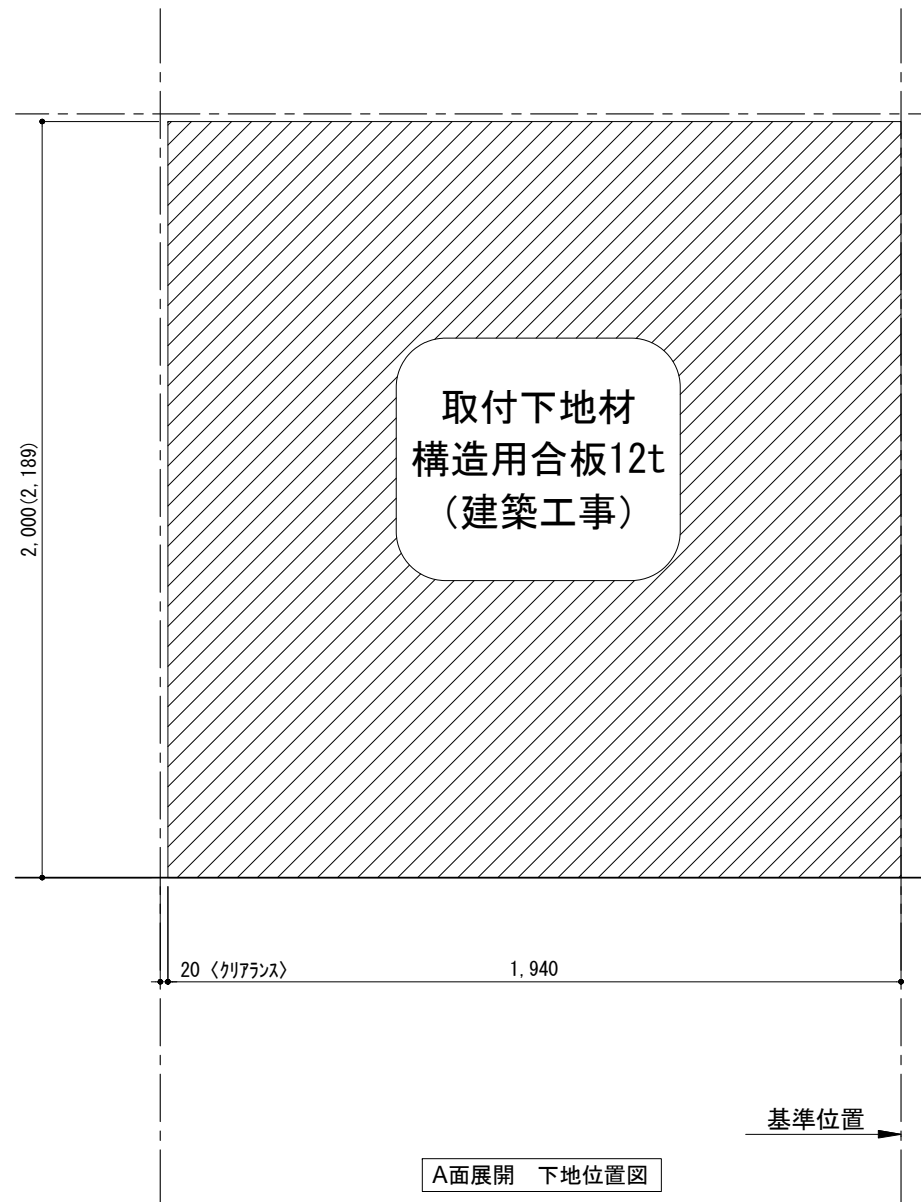 取付下地材
構造用合板12t
(建築工事)
2,000(2,189)
20 〈クリアランス〉
1,940
基準位置
A面展開 下地位置図